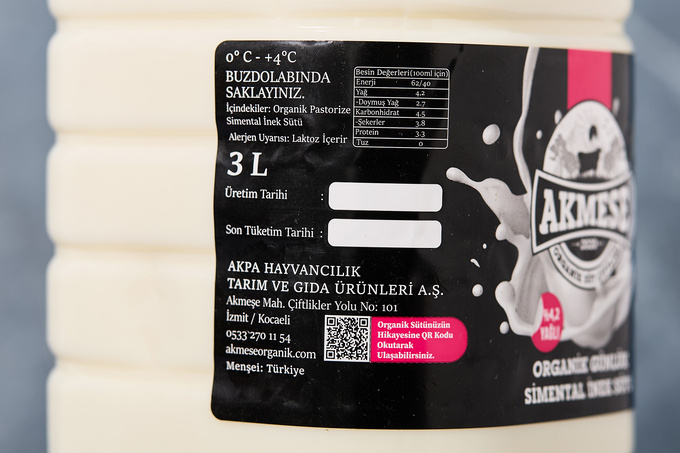 0° C - +4°C
BUZDOLABINDA
SAKLAYINIZ.
İçindekiler: Organik Pastorize
Simental İnek Sütü
Alerjen Uyarısı: Laktoz İçerir
Besin Değerleri(100ml için)
Enerji 62/40
Yağ 4.2
-Doymuş Yağ 2.7
Karbonhidrat 4.5
-Şekerler 3.8
Protein 3.3
Tuz 0
3 L
Üretim Tarihi :
Son Tüketim Tarihi :
AKPA HAYVANCILIK
TARIM VE GIDA ÜRÜNLERİ A.Ş.
Akmeşe Mah. Çiftlikler Yolu No: 101
İzmit / Kocaeli
0533 270 11 54
akmeseorganik.com
Menşei: Türkiye
Organik Sütünüzün
Hikayesine QR Kodu
Okutarak
Ulaşabilirsiniz.
AKMEŞE
ORGANİK SÜT
%4,2
YAĞLI
ORGANİK GÜNLÜK
SİMENTAL İNEK SÜTÜ